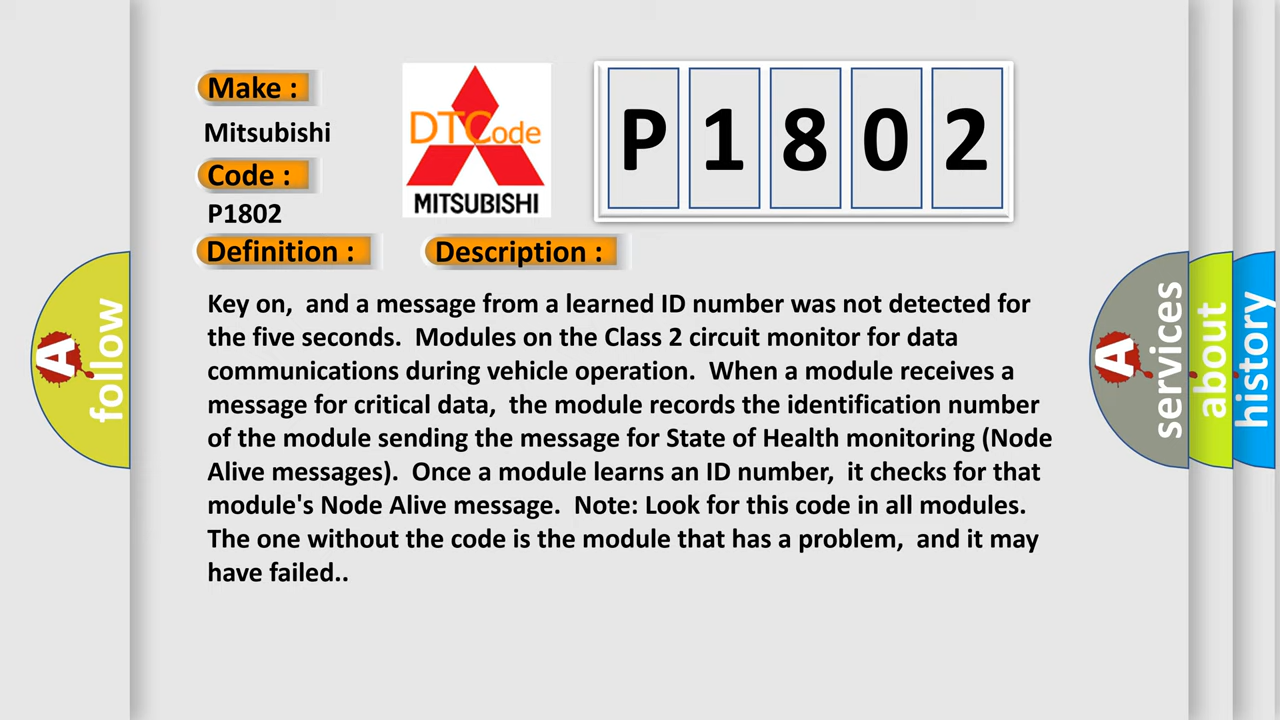 Make :
Mitsubishi
Code :
P1802
Definition :
Description :
DTCode
MITSUBISHI
P1802
Key on,  and a message from a learned ID number was not detected for
the five seconds  Modules on the Class 2 circuit monitor for data
communications during vehicle operation  When a module receives a
message for critical data,  the module records the identification number
of the module sending the message for State of Health monitoring (Node
Alive messages)  Once a module learns an ID number,  it checks for that
module's Node Alive message.  Note: Look for this code in all modules.
The one without the code is the module that has a problem,  and it may
have failed..
A follow
A services
about
history